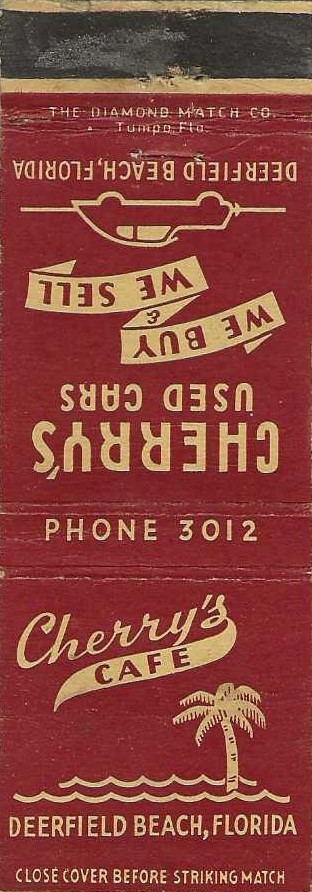 THE DIAMOND MATCH CO.
Tampa, Fla.
CHERRY'S
USED CARS
WE BUY
&
WE SELL
DEERFIELD BEACH, FLORIDA
PHONE 3012
Cherry's
CAFE
DEERFIELD BEACH, FLORIDA
CLOSE COVER BEFORE STRIKING MATCH